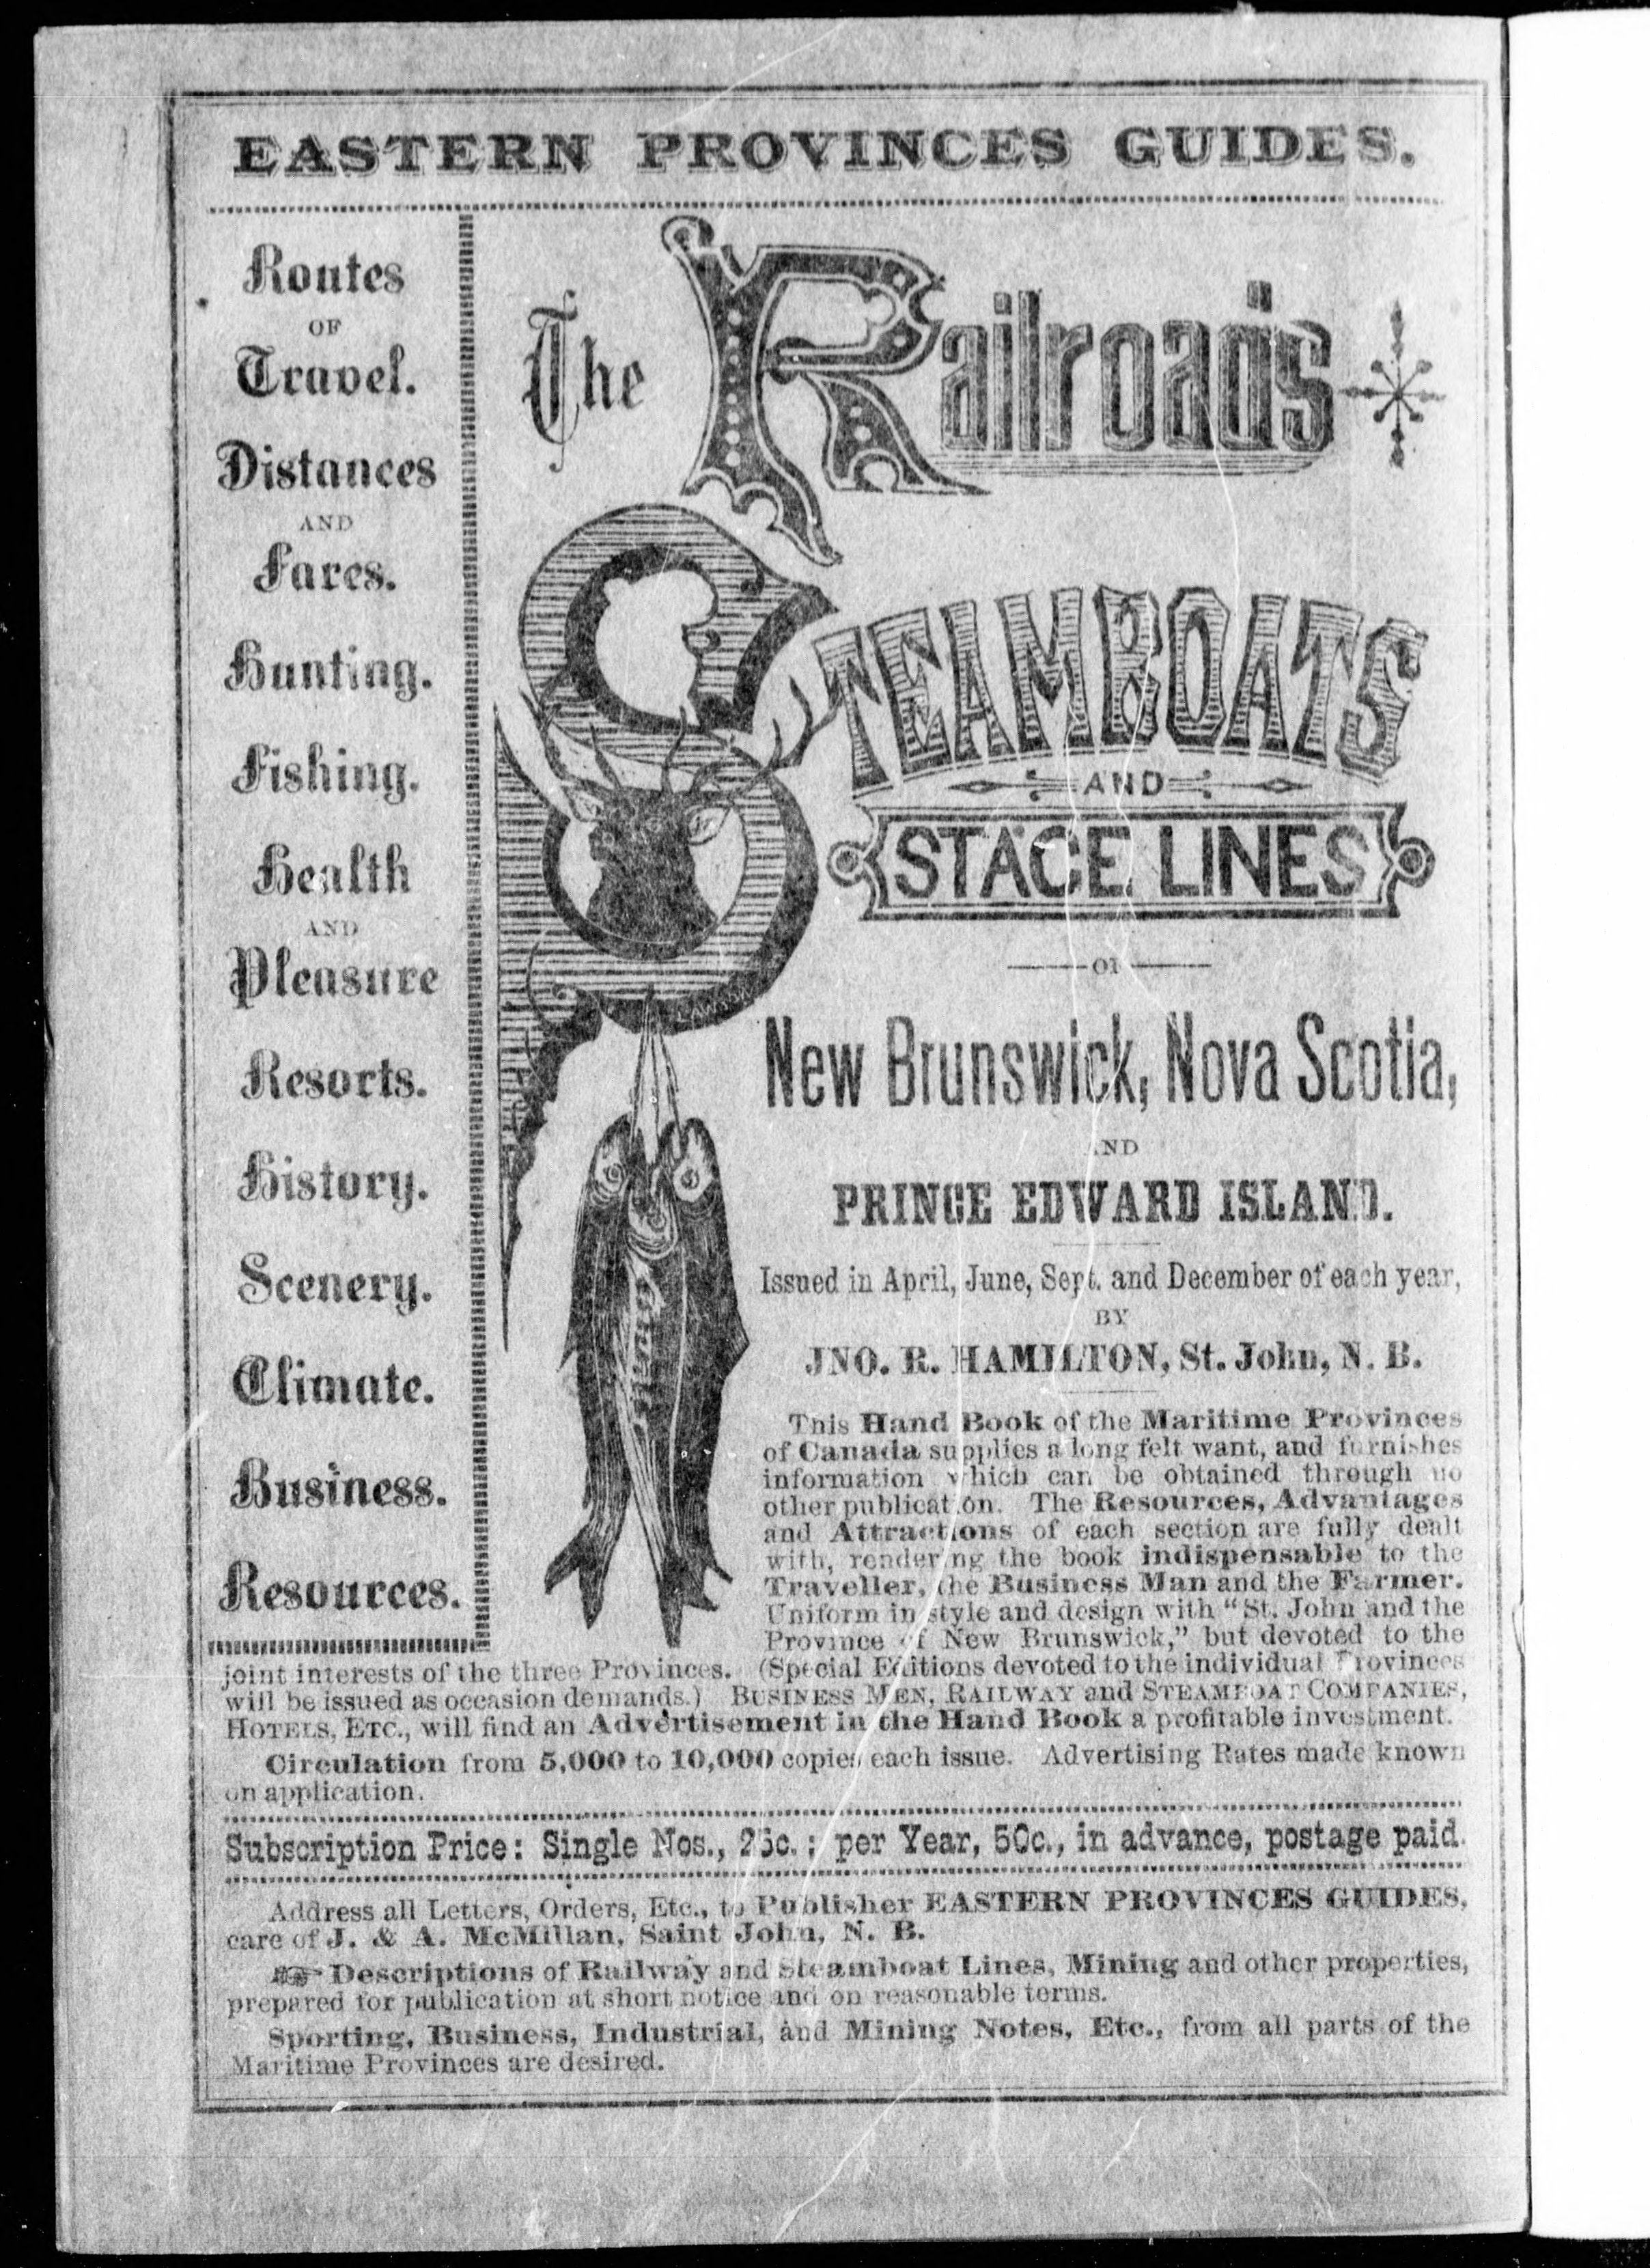 EASTERN PROVINCES GUIDES.
Routes
OF
Travel.
Distances
AND
Fares.
Hunting.
Fishing.
Health
AND
Pleasure
Resorts.
History.
Scenery.
Climate.
Business.
Resources.
The Railroads
STEAMBOATS
AND
STAGE LINES
OF
New Brunswick, Nova Scotia,
AND
PRINCE EDWARD ISLAND.
Issued in April, June, Sept. and December of each year,
BY
JNO. R. HAMILTON, St. John, N. B.
This Hand Book of the Maritime Provinces
of Canada supplies a long felt want, and furnishes
information which can be obtained through no
other publication. The Resources, Advantages
and Attractions of each section are fully dealt
with, rendering the book indispensable to the
Traveller, the Business Man and the Farmer.
Uniform in style and design with "St. John and the
Province of New Brunswick," but devoted to the
joint interests of the three Provinces. (Special Editions devoted to the individual Provinces
will be issued as occasion demands.) BUSINESS MEN, RAILWAY and STEAMBOAT COMPANIES,
HOTELS, ETC., will find an Advertisement in the Hand Book a profitable investment.
Circulation from 5,000 to 10,000 copies each issue. Advertising Rates made known
on application.
Subscription Price: Single Nos., 25c.; per Year, 50c., in advance, postage paid.
Address all Letters, Orders, Etc., to Publisher EASTERN PROVINCES GUIDES,
care of J. & A. McMillan, Saint John, N. B.
☞ Descriptions of Railway and Steamboat Lines, Mining and other properties,
prepared for publication at short notice and on reasonable terms.
Sporting, Business, Industrial, and Mining Notes, Etc., from all parts of the
Maritime Provinces are desired.